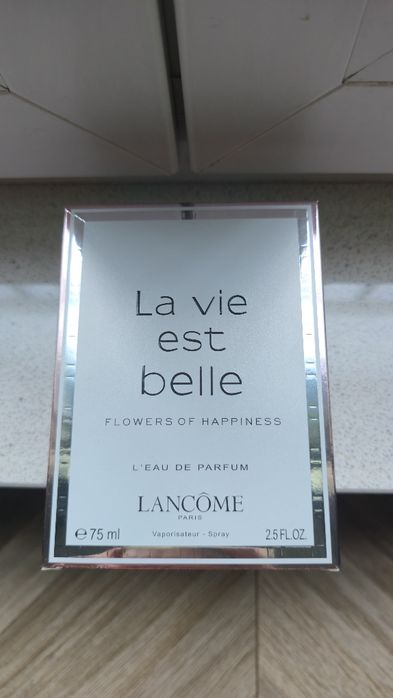 La vie
est
belle
FLOWERS OF HAPPINESS
L'EAU DE PARFUM
LANCÔME
PARIS
℮ 75 ml Vaporisateur - Spray 2.5 FL.OZ.